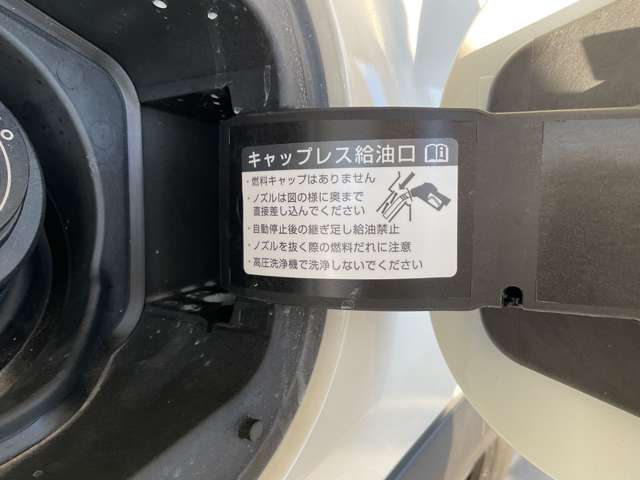 キャップレス給油口
・燃料キャップはありません
・ノズルは図の様に奥まで
直接差し込んでください
・自動停止後の継ぎ足し給油禁止
・ノズルを抜く際の燃料だれに注意
・高圧洗浄機で洗浄しないでください